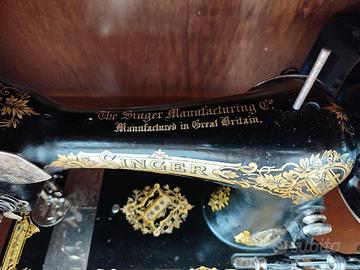 The Singer Manufacturing Co
Manufactured in Great Britain.
SINGER
subito